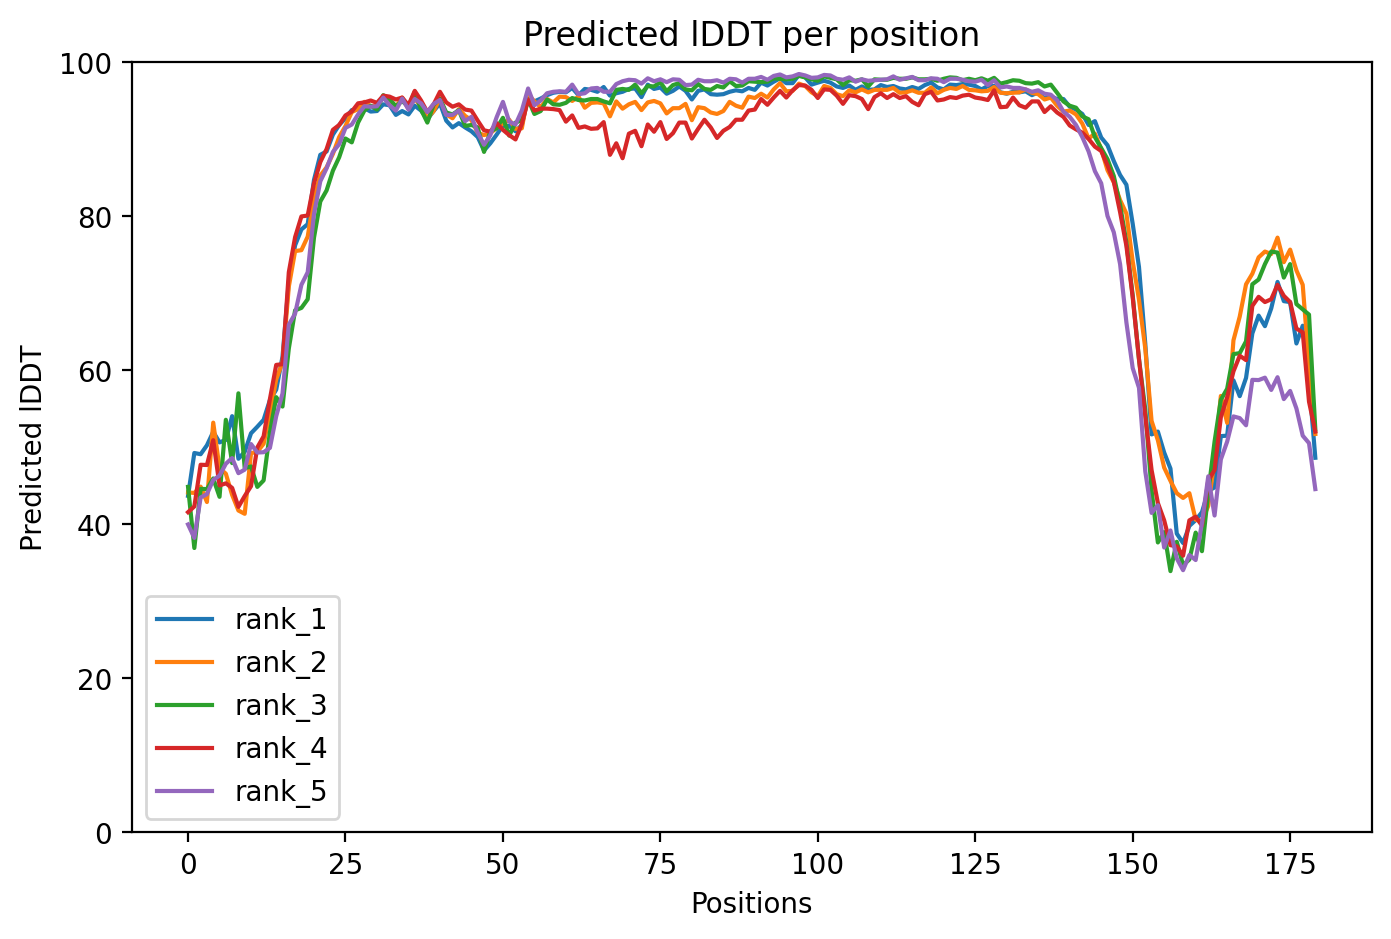 Predicted lDDT per position
100
80
60
40
20
0
Predicted lDDT
rank_1
rank_2
rank_3
rank_4
rank_5
0 25 50 75 100 125 150 175
Positions